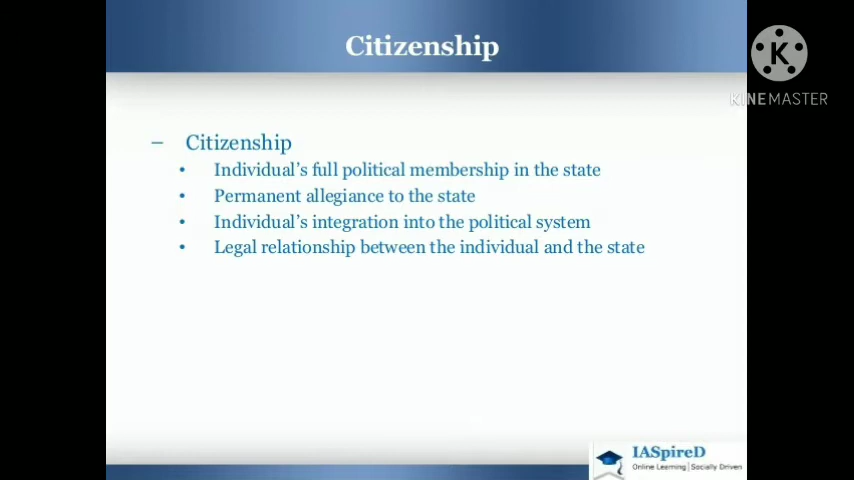 Citizenship
KINEMASTER
– Citizenship
• Individual's full political membership in the state
• Permanent allegiance to the state
• Individual's integration into the political system
• Legal relationship between the individual and the state
IASpireD
Online Learning | Socially Driven